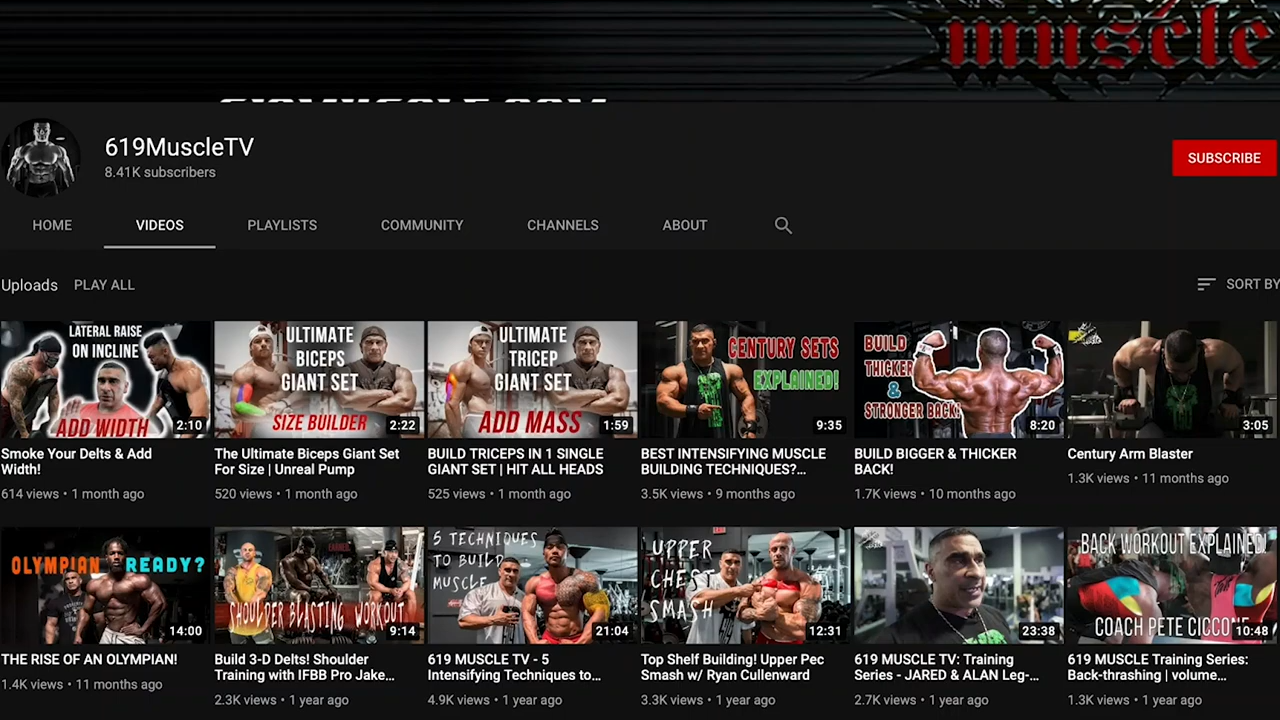 muscle
619MUSCLE.COM
619MuscleTV
8.41K subscribers
SUBSCRIBE
HOME
VIDEOS
PLAYLISTS
COMMUNITY
CHANNELS
ABOUT
Uploads
PLAY ALL
SORT BY
LATERAL RAISE
ON INCLINE
ADD WIDTH
2:10
Smoke Your Delts & Add
Width!
614 views • 1 month ago
ULTIMATE
BICEPS
GIANT SET
SIZE BUILDER
2:22
The Ultimate Biceps Giant Set
For Size | Unreal Pump
520 views • 1 month ago
ULTIMATE
TRICEP
GIANT SET
ADD MASS
1:59
BUILD TRICEPS IN 1 SINGLE
GIANT SET | HIT ALL HEADS
525 views • 1 month ago
CENTURY SETS
EXPLAINED!
9:35
BEST INTENSIFYING MUSCLE
BUILDING TECHNIQUES?...
3.5K views • 9 months ago
BUILD
THICKER
&
STRONGER BACK!
8:20
BUILD BIGGER & THICKER
BACK!
1.7K views • 10 months ago
3:05
Century Arm Blaster
1.3K views • 11 months ago
OLYMPIAN READY?
14:00
THE RISE OF AN OLYMPIAN!
1.4K views • 11 months ago
SHOULDER BLASTING WORKOUT
9:14
Build 3-D Delts! Shoulder
Training with IFBB Pro Jake...
2.3K views • 1 year ago
5 TECHNIQUES
TO BUILD
MUSCLE
21:04
619 MUSCLE TV - 5
Intensifying Techniques to...
4.9K views • 1 year ago
UPPER
CHEST
SMASH
12:31
Top Shelf Building! Upper Pec
Smash w/ Ryan Cullenward
3.3K views • 1 year ago
23:38
619 MUSCLE TV: Training
Series - JARED & ALAN Leg-...
2.7K views • 1 year ago
BACK WORKOUT EXPLAINED!
COACH PETE CICCONE
10:48
619 MUSCLE Training Series:
Back-thrashing | volume...
1.3K views • 1 year ago